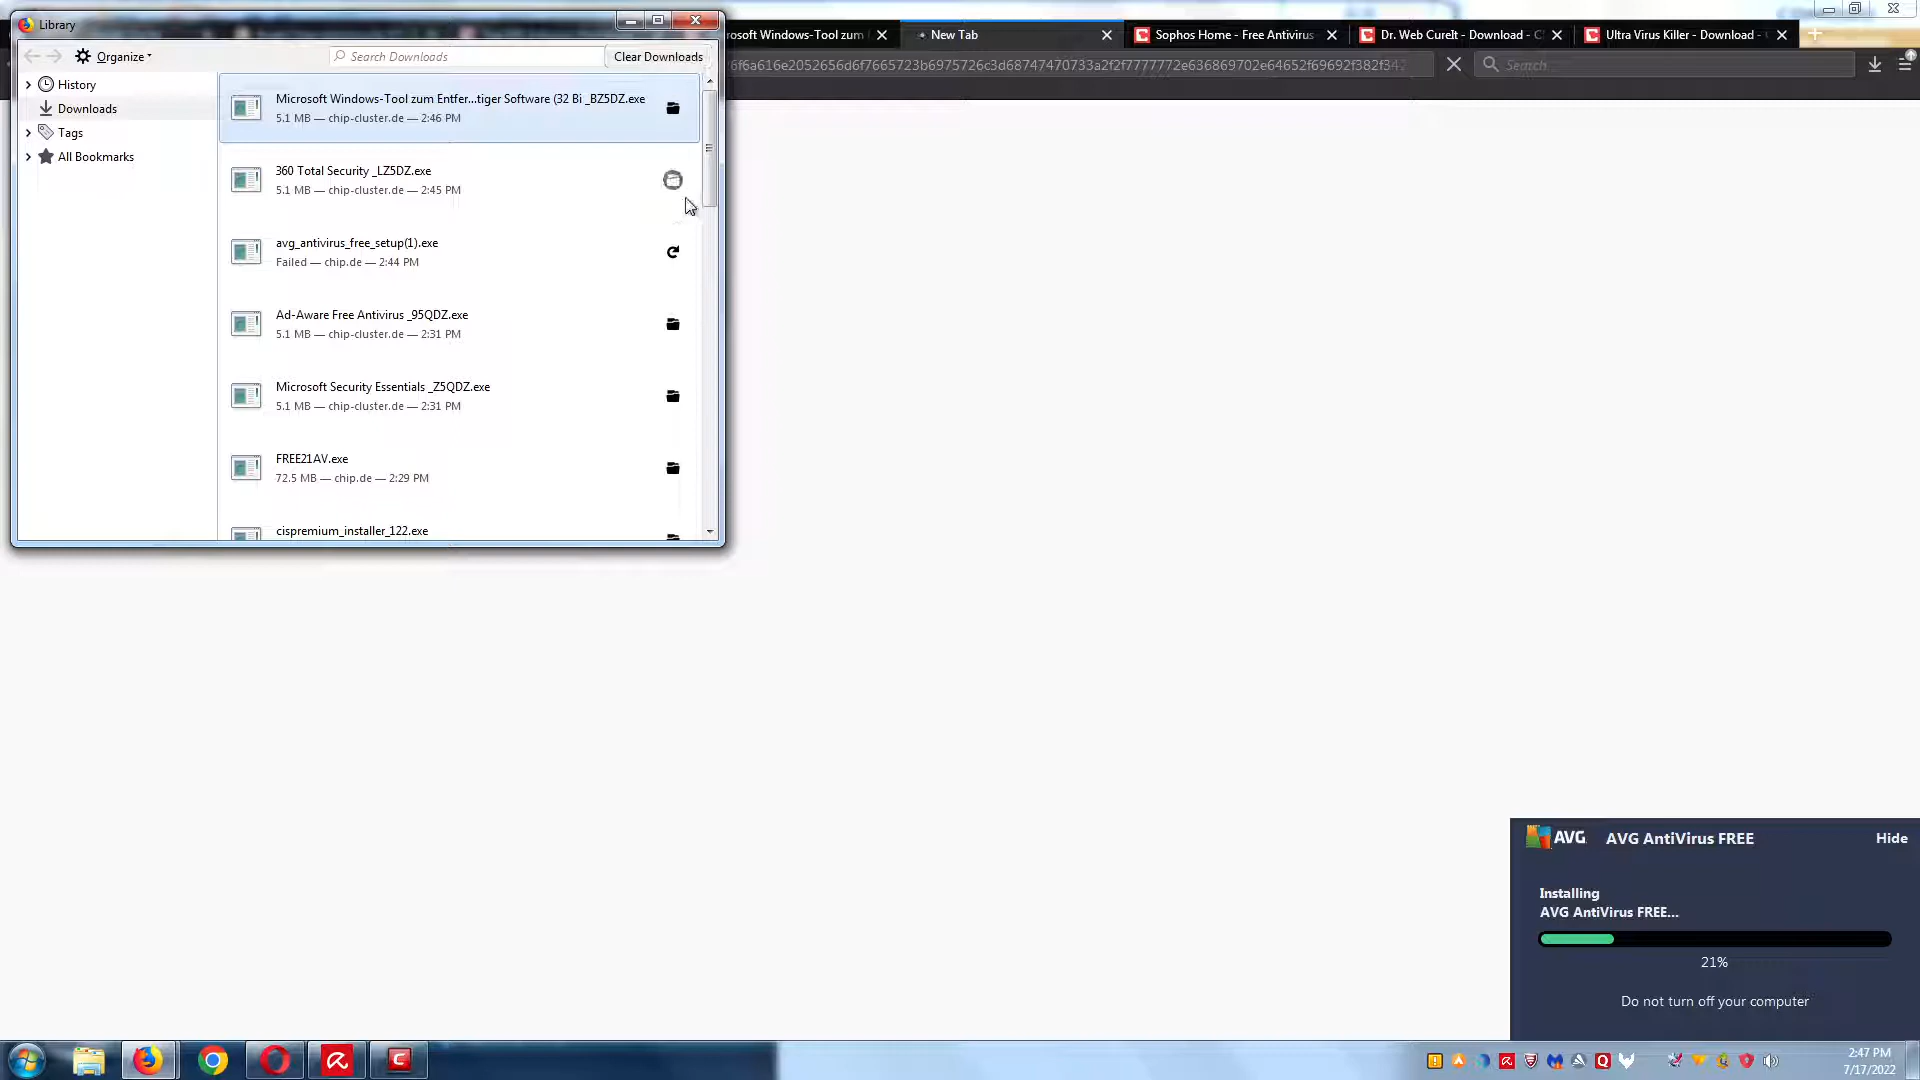 Library
Organize
Search Downloads
Clear Downloads
History
Downloads
Tags
All Bookmarks
Microsoft Windows-Tool zum Entfer...tiger Software (32 Bi _BZ5DZ.exe
5.1 MB — chip-cluster.de — 2:46 PM
360 Total Security _LZ5DZ.exe
5.1 MB — chip-cluster.de — 2:45 PM
avg_antivirus_free_setup(1).exe
Failed — chip.de — 2:44 PM
Ad-Aware Free Antivirus _95QDZ.exe
5.1 MB — chip-cluster.de — 2:31 PM
Microsoft Security Essentials _Z5QDZ.exe
5.1 MB — chip-cluster.de — 2:31 PM
FREE21AV.exe
72.5 MB — chip.de — 2:29 PM
cispremium_installer_122.exe
rosoft Windows-Tool zum
New Tab
Sophos Home - Free Antivirus
Dr. Web CureIt - Download - C
Ultra Virus Killer - Download -
6f6a616e2052656d6f7665723b6975726c3d68747470733a2f2f7777772e636869702e64652f69692f382f34
Search
AVG
AVG AntiVirus FREE
Hide
Installing
AVG AntiVirus FREE...
21%
Do not turn off your computer
2:47 PM
7/17/2022